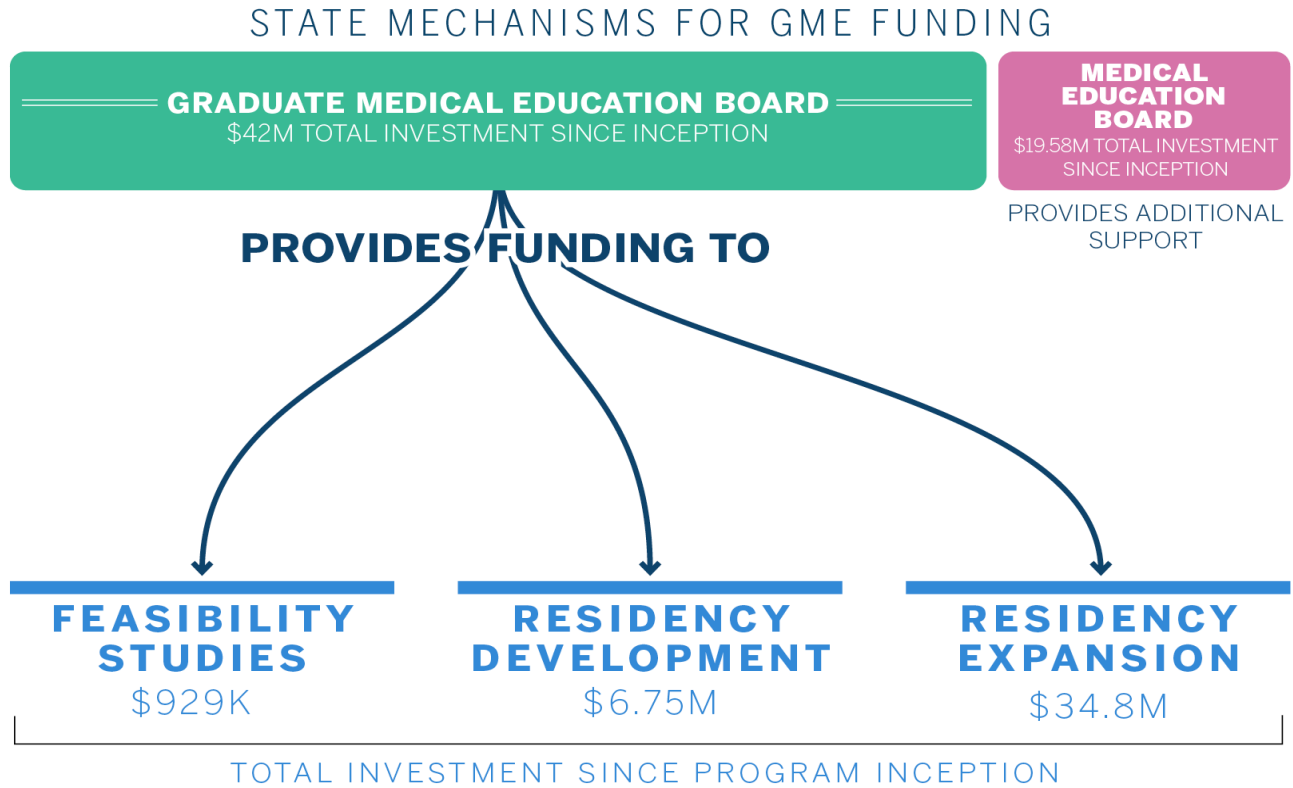 STATE MECHANISMS FOR GME FUNDING
GRADUATE MEDICAL EDUCATION BOARD
$42M TOTAL INVESTMENT SINCE INCEPTION
MEDICAL
EDUCATION
BOARD
$19.58M TOTAL INVESTMENT
SINCE INCEPTION
PROVIDES ADDITIONAL
SUPPORT
PROVIDES FUNDING TO
FEASIBILITY
STUDIES
$929K
RESIDENCY
DEVELOPMENT
$6.75M
RESIDENCY
EXPANSION
$34.8M
TOTAL INVESTMENT SINCE PROGRAM INCEPTION